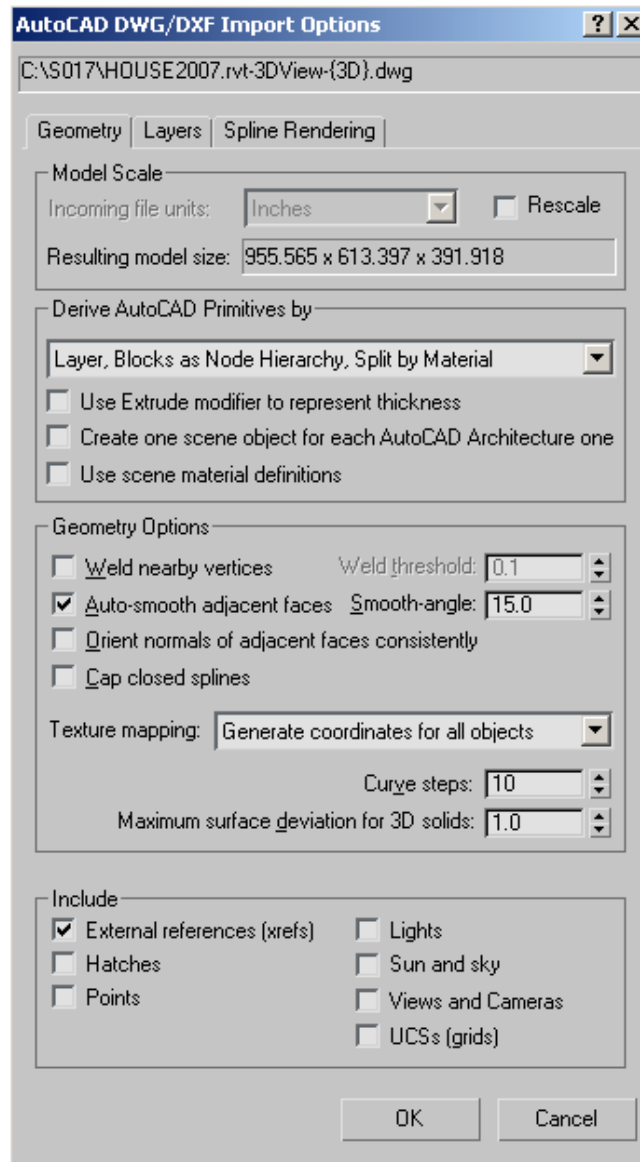 AutoCAD DWG/DXF Import Options
C:\S017\HOUSE2007.rvt-3DView-{3D}.dwg
Geometry Layers Spline Rendering
Model Scale
Incoming file units: Inches Rescale
Resulting model size: 955.565 x 613.397 x 391.918
Derive AutoCAD Primitives by
Layer, Blocks as Node Hierarchy, Split by Material
Use Extrude modifier to represent thickness
Create one scene object for each AutoCAD Architecture one
Use scene material definitions
Geometry Options
Weld nearby vertices Weld threshold: 0.1
Auto-smooth adjacent faces Smooth-angle: 15.0
Orient normals of adjacent faces consistently
Cap closed splines
Texture mapping: Generate coordinates for all objects
Curve steps: 10
Maximum surface deviation for 3D solids: 1.0
Include
External references (xrefs) Lights
Hatches Sun and sky
Points Views and Cameras
UCSs (grids)
OK Cancel